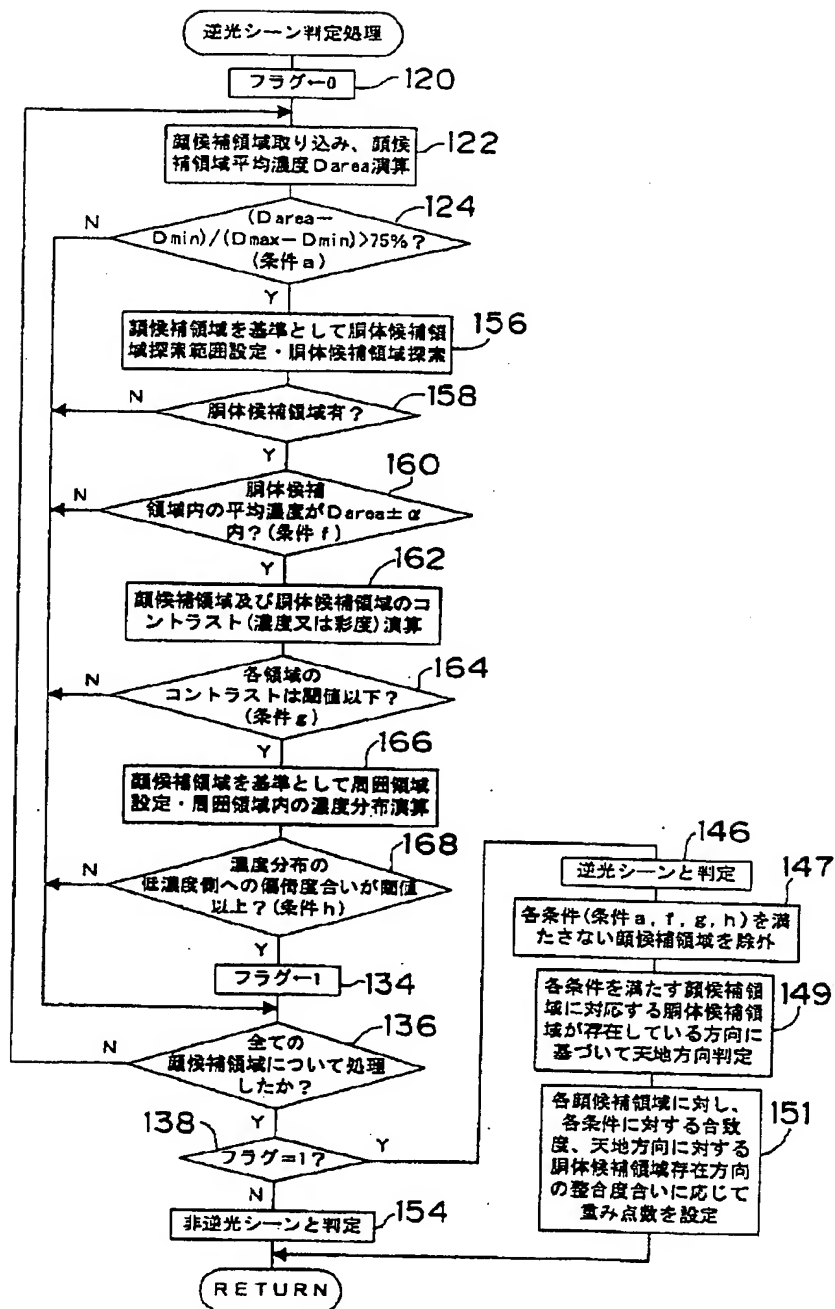 逆光シーン判定処理
フラグ←0
120
顔候補領域取り込み、顔候
補領域平均濃度Darea演算
122
124
N
(Darea−
Dmin)/(Dmax−Dmin)>75%?
(条件a)
Y
顔候補領域を基準として胴体候補領
域探索範囲設定・胴体候補領域探索
156
158
N
胴体候補領域有?
Y
160
N
胴体候補
領域内の平均濃度がDarea±α
内?(条件f)
Y
162
顔候補領域及び胴体候補領域のコ
ントラスト(濃度又は彩度)演算
164
N
各領域の
コントラストは閾値以下?
(条件g)
Y
166
顔候補領域を基準として周囲領域
設定・周囲領域内の濃度分布演算
168
N
濃度分布の
低濃度側への偏倚度合いが閾値
以上?(条件h)
Y
フラグ←1
134
136
N
全ての
顔候補領域について処理
したか?
Y
138
フラグ=1?
Y
N
非逆光シーンと判定
154
RETURN
146
逆光シーンと判定
147
各条件(条件a,f,g,h)を満
たさない顔候補領域を除外
各条件を満たす顔候補領
域に対応する胴体候補領
域が存在している方向に
基づいて天地方向判定
149
各顔候補領域に対し、
各条件に対する合致
度、天地方向に対する
胴体候補領域存在方向
の整合度合いに応じて
重み点数を設定
151